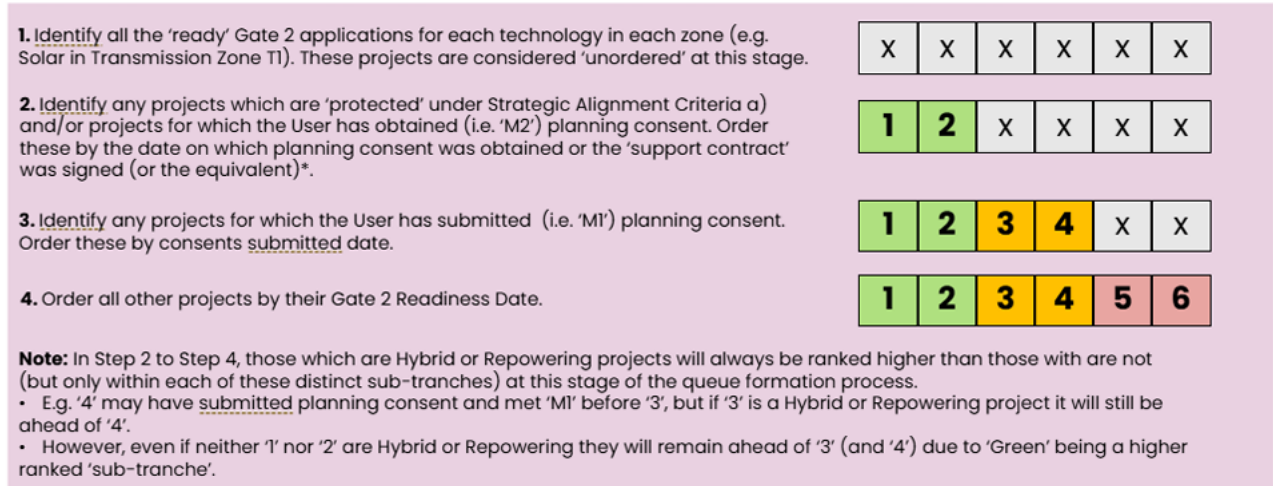 1. Identify all the 'ready' Gate 2 applications for each technology in each zone (e.g.
Solar in Transmission Zone T1). These projects are considered 'unordered' at this stage.
X X X X X X
2. Identify any projects which are 'protected' under Strategic Alignment Criteria a)
and/or projects for which the User has obtained (i.e. 'M2') planning consent. Order
these by the date on which planning consent was obtained or the 'support contract'
was signed (or the equivalent)*.
1 2 X X X X
3. Identify any projects for which the User has submitted (i.e. 'M1') planning consent.
Order these by consents submitted date.
1 2 3 4 X X
4. Order all other projects by their Gate 2 Readiness Date.
1 2 3 4 5 6
Note: In Step 2 to Step 4, those which are Hybrid or Repowering projects will always be ranked higher than those with are not
(but only within each of these distinct sub-tranches) at this stage of the queue formation process.
• E.g. '4' may have submitted planning consent and met 'M1' before '3', but if '3' is a Hybrid or Repowering project it will still be
ahead of '4'.
• However, even if neither '1' nor '2' are Hybrid or Repowering they will remain ahead of '3' (and '4') due to 'Green' being a higher
ranked 'sub-tranche'.